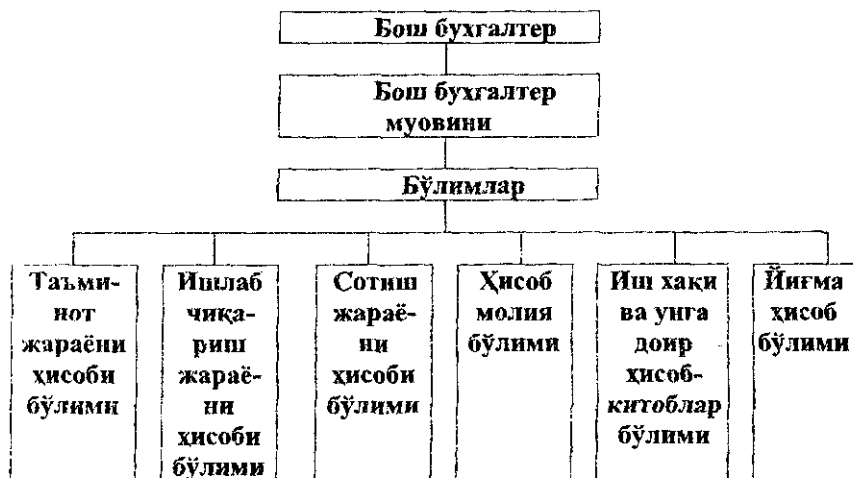 Бош бухгалтер
Бош бухгалтер
муовини
Бўлимлар
Таъми-
нот
жараёни
ҳисоби
бўлими
Ишлаб
чиқа-
риш
жараё-
ни
ҳисоби
бўлими
Сотиш
жараё-
ни
ҳисоби
бўлими
Ҳисоб
молия
бўлими
Иш хақи
ва унга
доир
ҳисоб-
китоблар
бўлими
Йиғма
ҳисоб
бўлими